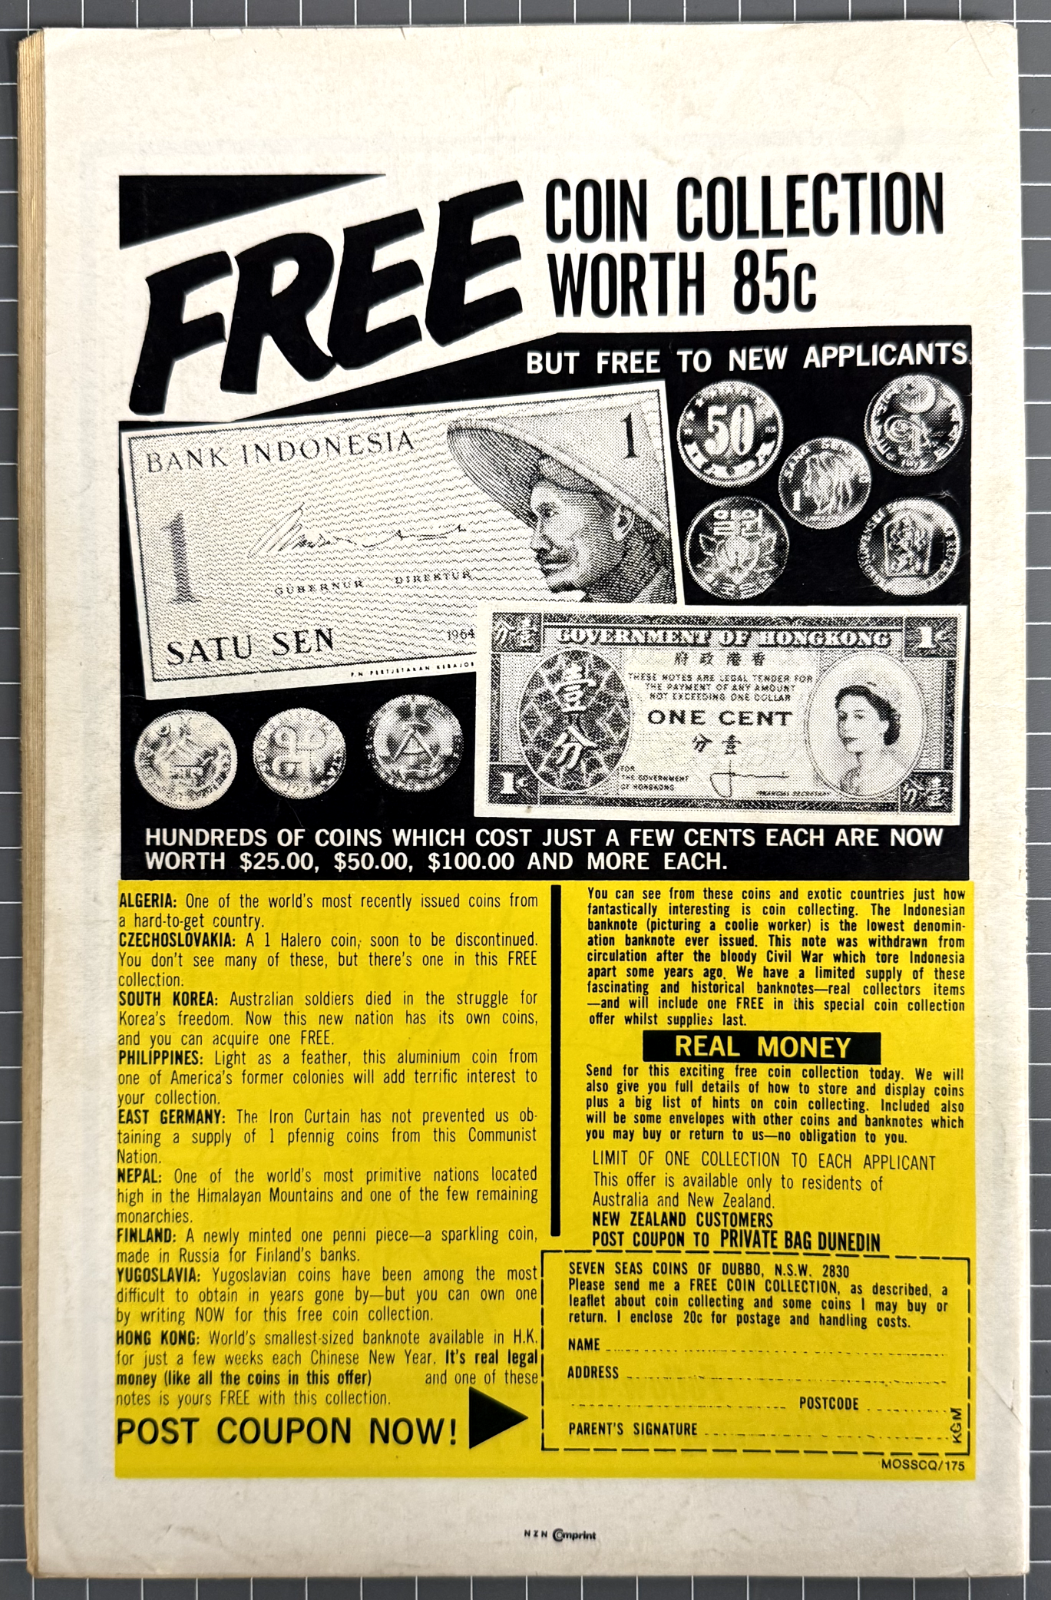 FREE
COIN COLLECTION
WORTH 85c
BUT FREE TO NEW APPLICANTS
BANK INDONESIA
1
1
GUBERNUR DIREKTUR
SATU SEN
1964
50
1
일원
GOVERNMENT OF HONGKONG
1c
分壹
府政港香
THESE NOTES ARE LEGAL TENDER FOR
THE PAYMENT OF ANY AMOUNT
NOT EXCEEDING ONE DOLLAR
ONE CENT
分壹
壹分
FOR
THE GOVERNMENT
OF HONGKONG
FINANCIAL SECRETARY
1c
分壹
HUNDREDS OF COINS WHICH COST JUST A FEW CENTS EACH ARE NOW
WORTH $25.00, $50.00, $100.00 AND MORE EACH.
ALGERIA: One of the world's most recently issued coins from
a hard-to-get country.
CZECHOSLOVAKIA: A 1 Halero coin, soon to be discontinued.
You don't see many of these, but there's one in this FREE
collection.
SOUTH KOREA: Australian soldiers died in the struggle for
Korea's freedom. Now this new nation has its own coins,
and you can acquire one FREE.
PHILIPPINES: Light as a feather, this aluminium coin from
one of America's former colonies will add terrific interest to
your collection.
EAST GERMANY: The Iron Curtain has not prevented us ob-
taining a supply of 1 pfennig coins from this Communist
Nation.
NEPAL: One of the world's most primitive nations located
high in the Himalayan Mountains and one of the few remaining
monarchies.
FINLAND: A newly minted one penni piece—a sparkling coin,
made in Russia for Finland's banks.
YUGOSLAVIA: Yugoslavian coins have been among the most
difficult to obtain in years gone by—but you can own one
by writing NOW for this free coin collection.
HONG KONG: World's smallest-sized banknote available in H.K.
for just a few weeks each Chinese New Year. It's real legal
money (like all the coins in this offer) and one of these
notes is yours FREE with this collection.
POST COUPON NOW!
You can see from these coins and exotic countries just how
fantastically interesting is coin collecting. The Indonesian
banknote (picturing a coolie worker) is the lowest denomin-
ation banknote ever issued. This note was withdrawn from
circulation after the bloody Civil War which tore Indonesia
apart some years ago. We have a limited supply of these
fascinating and historical banknotes—real collectors items
—and will include one FREE in this special coin collection
offer whilst supplies last.
REAL MONEY
Send for this exciting free coin collection today. We will
also give you full details of how to store and display coins
plus a big list of hints on coin collecting. Included also
will be some envelopes with other coins and banknotes which
you may buy or return to us—no obligation to you.
LIMIT OF ONE COLLECTION TO EACH APPLICANT
This offer is available only to residents of
Australia and New Zealand.
NEW ZEALAND CUSTOMERS
POST COUPON TO PRIVATE BAG DUNEDIN
SEVEN SEAS COINS OF DUBBO, N.S.W. 2830
Please send me a FREE COIN COLLECTION, as described, a
leaflet about coin collecting and some coins I may buy or
return. I enclose 20c for postage and handling costs.
NAME
ADDRESS
POSTCODE
PARENT'S SIGNATURE
KGM
MOSSCQ/175
NZN Comprint